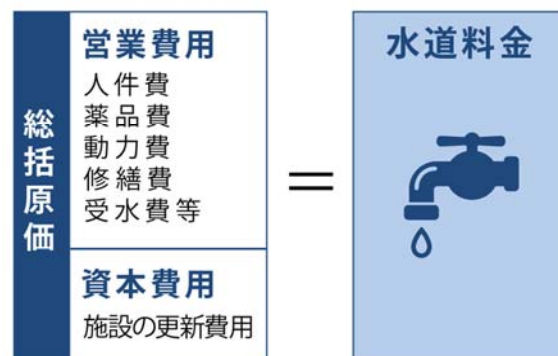 総括原価
営業費用
人件費
薬品費
動力費
修繕費
受水費等
資本費用
施設の更新費用
=
水道料金